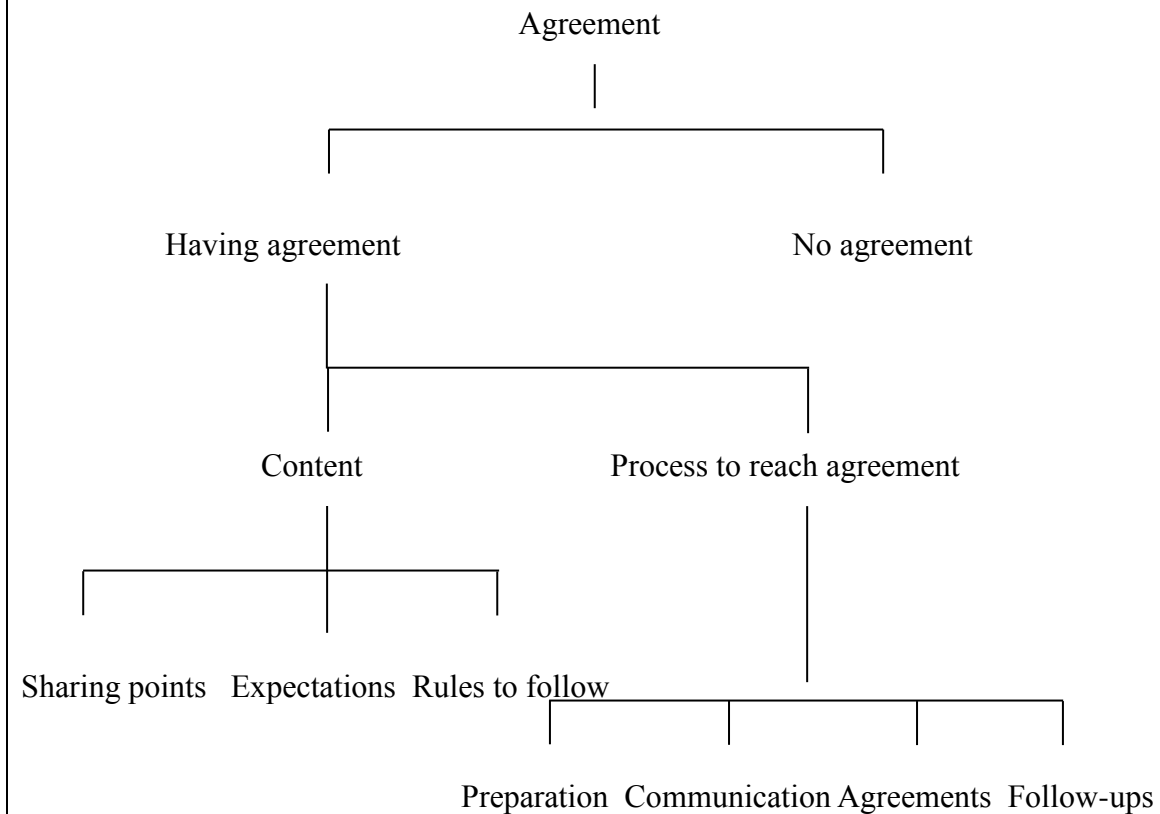 Agreement
Having agreement No agreement
Content Process to reach agreement
Sharing points Expectations Rules to follow
Preparation Communication Agreements Follow-ups